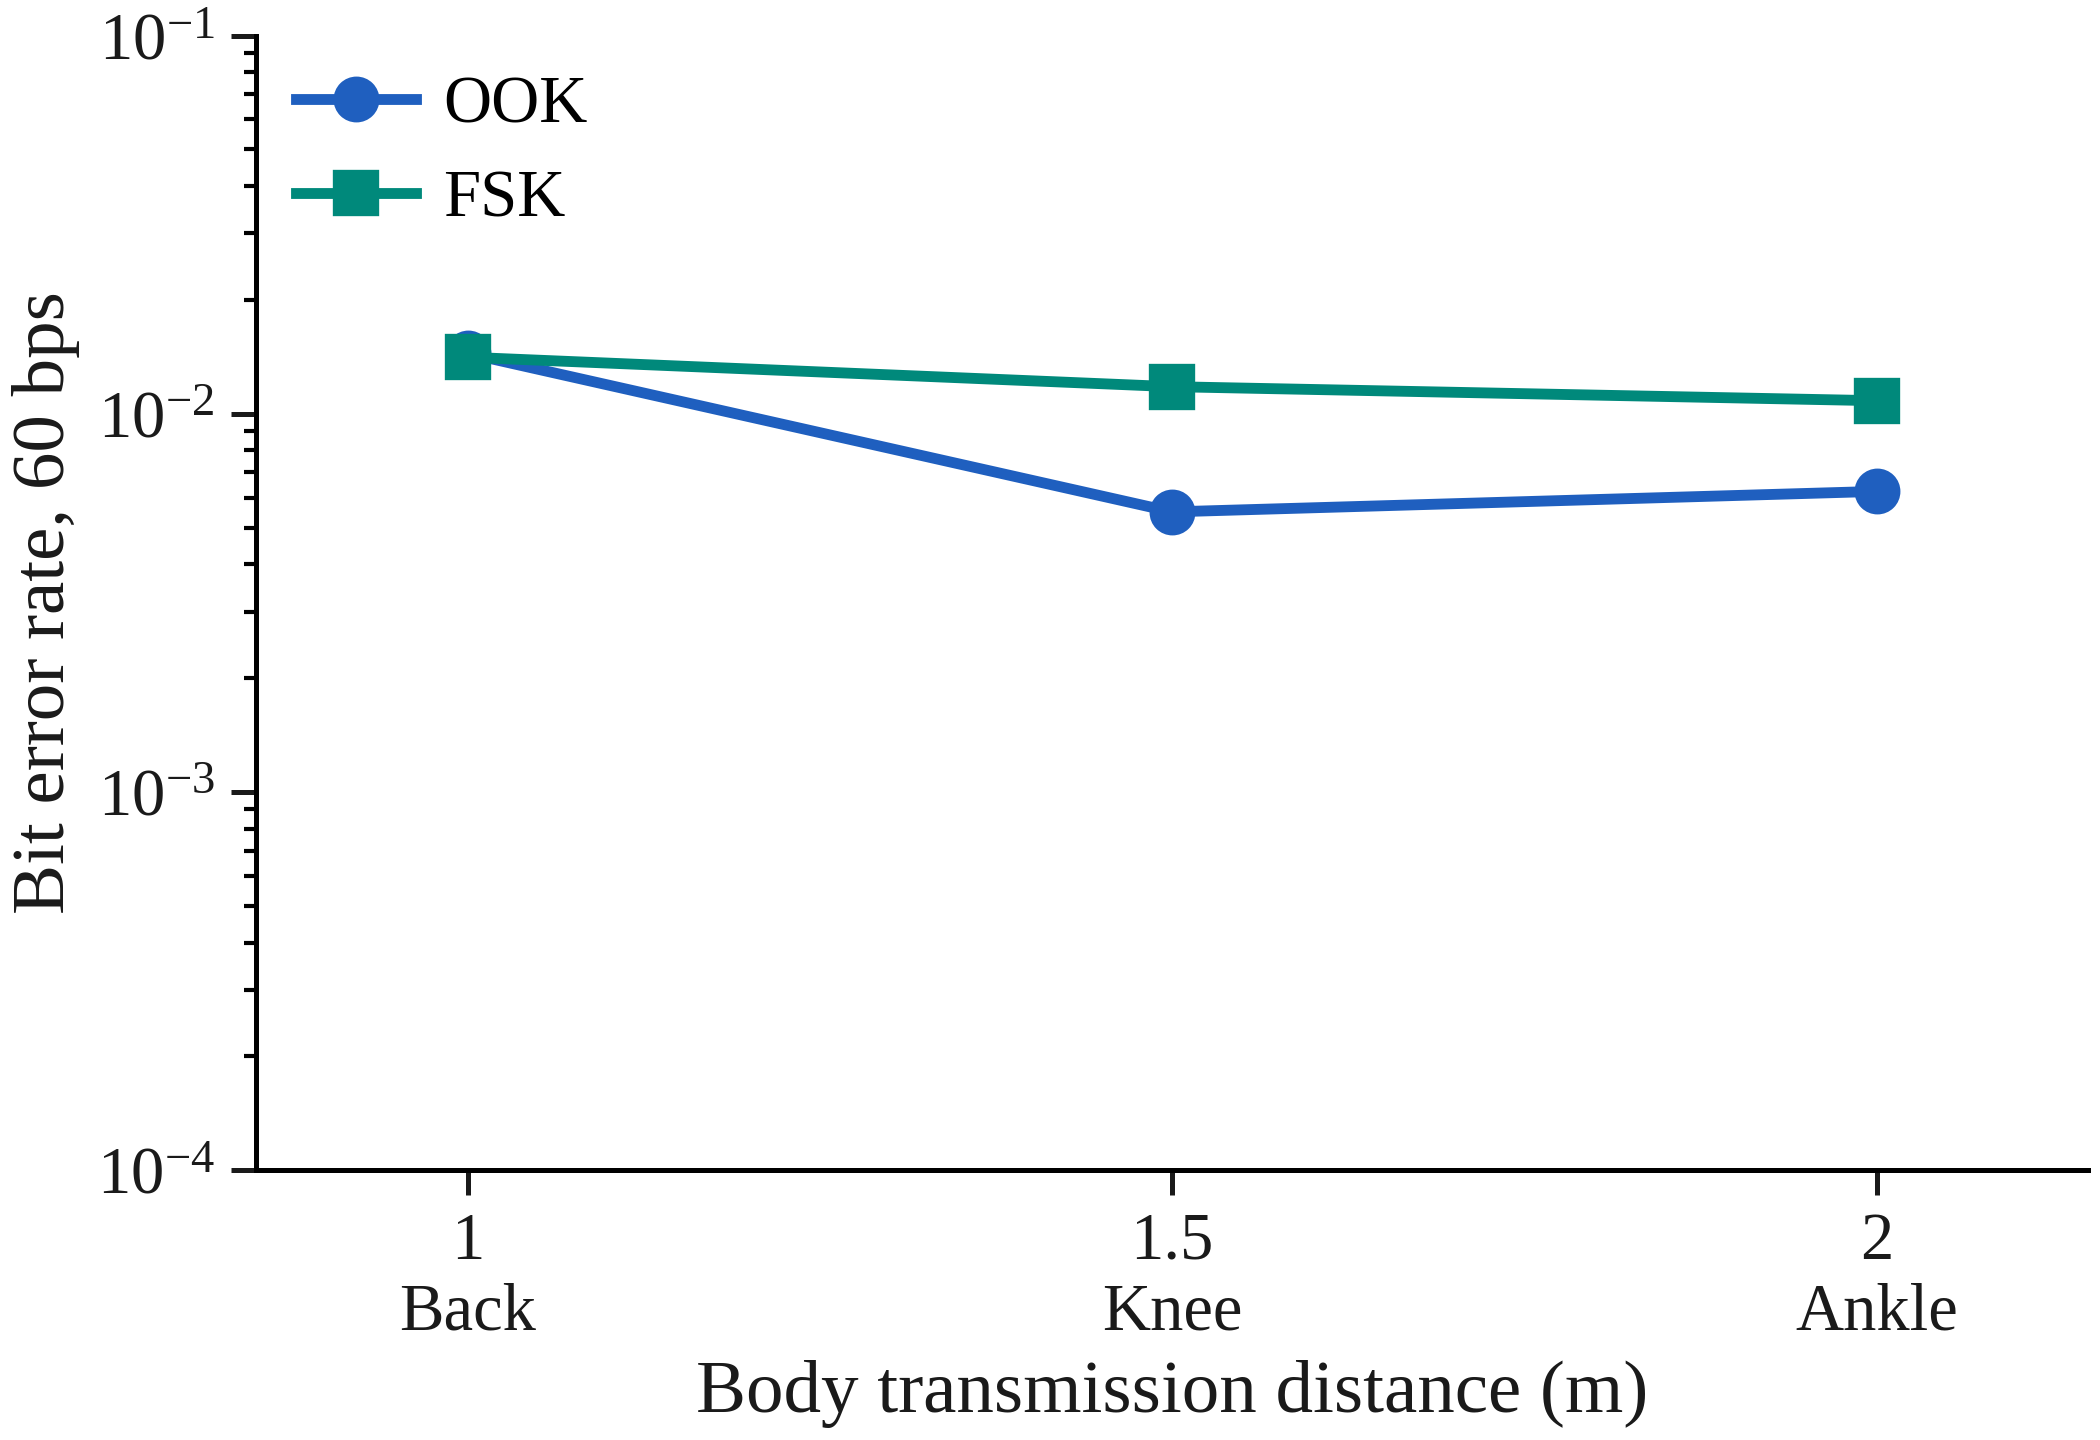 10⁻¹
OOK
FSK
10⁻²
10⁻³
10⁻⁴
Bit error rate, 60 bps
1 1.5 2
Back Knee Ankle
Body transmission distance (m)